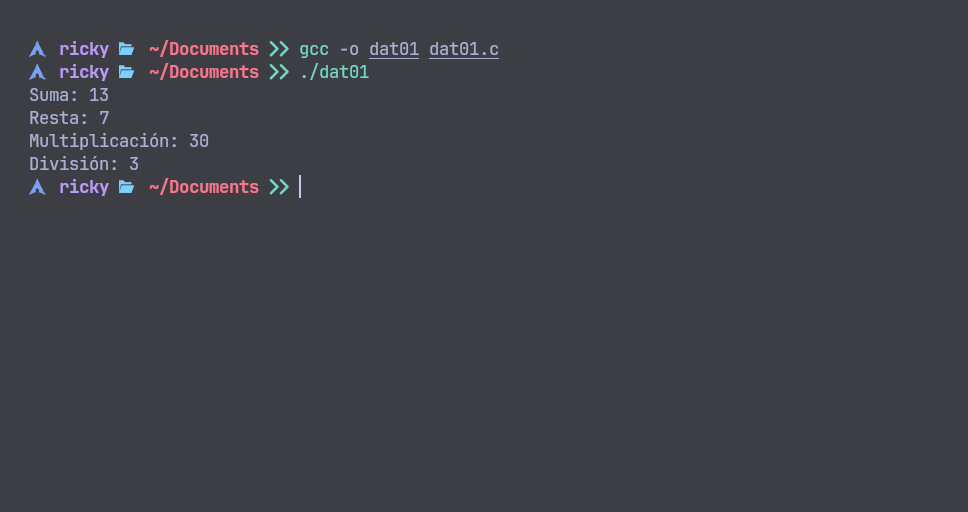 ricky ~/Documents >> gcc -o dat01 dat01.c
ricky ~/Documents >> ./dat01
Suma: 13
Resta: 7
Multiplicación: 30
División: 3
ricky ~/Documents >>